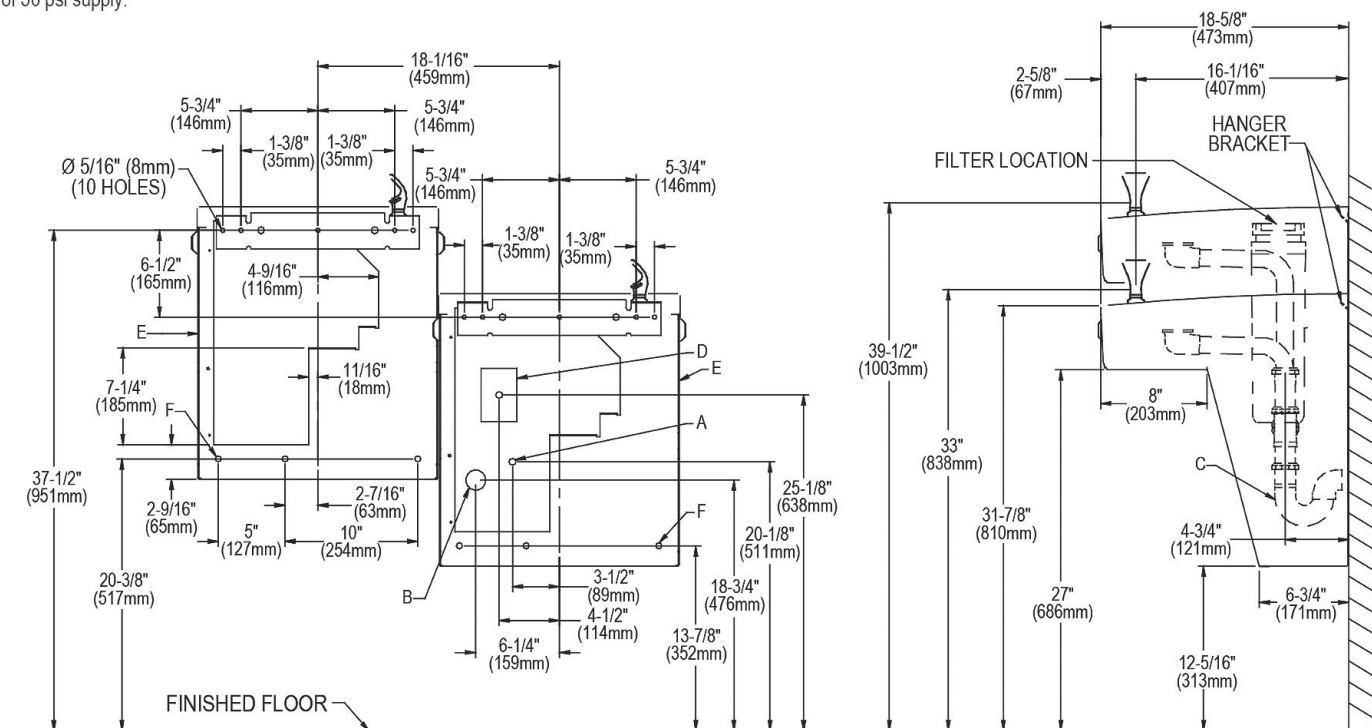 of 50 psi supply.
18-5/8"
(473mm)
18-1/16"
(459mm)
2-5/8"
(67mm)
16-1/16"
(407mm)
5-3/4"
(146mm)
5-3/4"
(146mm)
HANGER
BRACKET
1-3/8"
(35mm)
1-3/8"
(35mm)
FILTER LOCATION
Ø 5/16" (8mm)
(10 HOLES)
5-3/4"
(146mm)
5-3/4"
(146mm)
1-3/8"
(35mm)
1-3/8"
(35mm)
6-1/2"
(165mm)
4-9/16"
(116mm)
E
D
E
39-1/2"
(1003mm)
11/16"
(18mm)
7-1/4"
(185mm)
F
A
8"
(203mm)
33"
(838mm)
C
37-1/2"
(951mm)
2-9/16"
(65mm)
2-7/16"
(63mm)
25-1/8"
(638mm)
F
31-7/8"
(810mm)
5"
(127mm)
10"
(254mm)
20-1/8"
(511mm)
4-3/4"
(121mm)
20-3/8"
(517mm)
B
3-1/2"
(89mm)
18-3/4"
(476mm)
27"
(686mm)
6-3/4"
(171mm)
4-1/2"
(114mm)
13-7/8"
(352mm)
6-1/4"
(159mm)
12-5/16"
(313mm)
FINISHED FLOOR